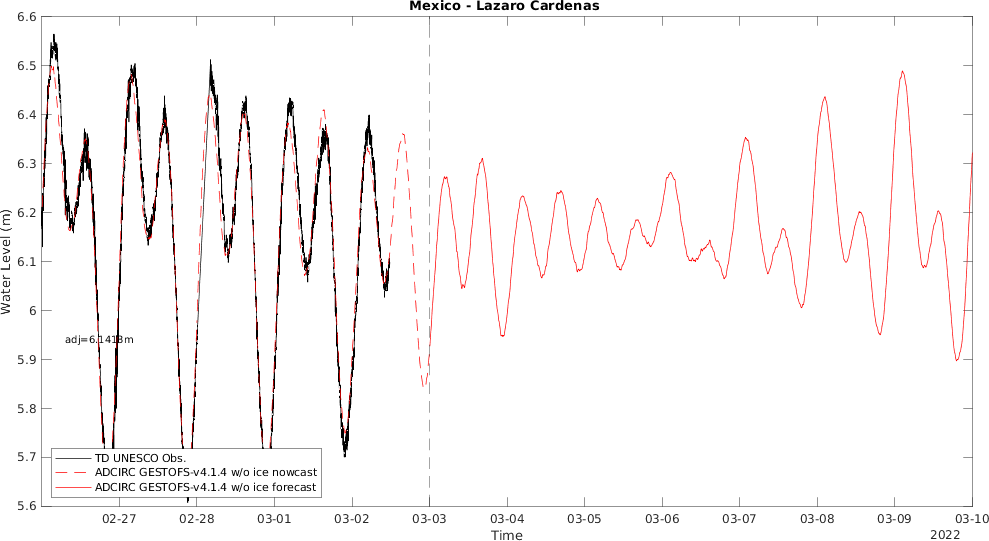 Mexico - Lazaro Cardenas
6.6
6.5
6.4
6.3
6.2
6.1
6
5.9
5.8
5.7
5.6
Water Level (m)
adj=6.1413m
TD UNESCO Obs.
ADCIRC GESTOFS-v4.1.4 w/o ice nowcast
ADCIRC GESTOFS-v4.1.4 w/o ice forecast
02-27 02-28 03-01 03-02 03-03 03-04 03-05 03-06 03-07 03-08 03-09 03-10
Time
2022